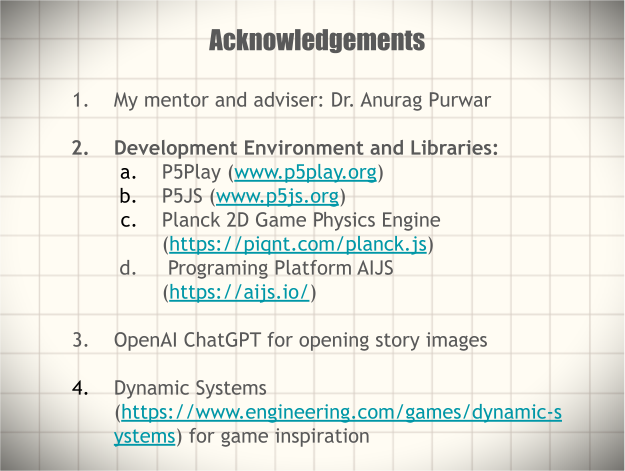 Acknowledgements
1. My mentor and adviser: Dr. Anurag Purwar
2. Development Environment and Libraries:
a. P5Play (www.p5play.org)
b. P5JS (www.p5js.org)
c. Planck 2D Game Physics Engine
(https://piqnt.com/planck.js)
d. Programing Platform AIJS
(https://aijs.io/)
3. OpenAI ChatGPT for opening story images
4. Dynamic Systems
(https://www.engineering.com/games/dynamic-s
ystems) for game inspiration